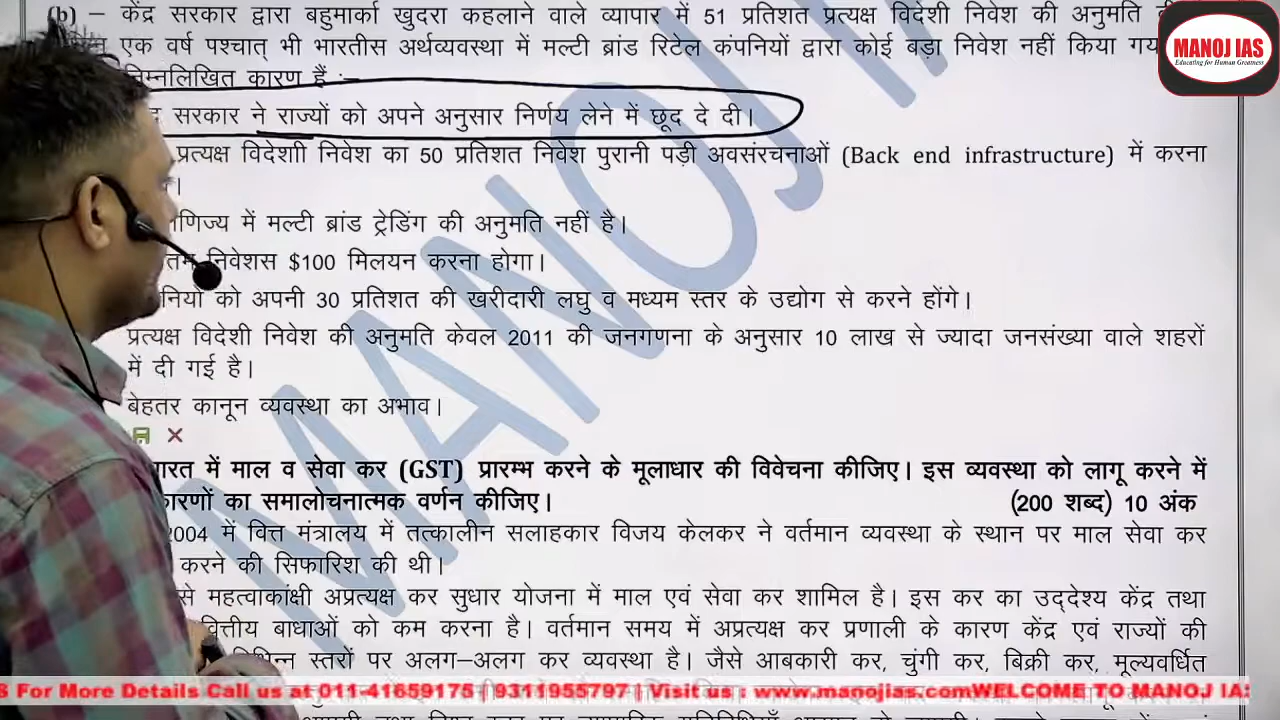 (b) – केंद्र सरकार द्वारा बहुमार्का खुदरा कहलाने वाले व्यापार में 51 प्रतिशत प्रत्यक्ष विदेशी निवेश की अनुमति
एक वर्ष पश्चात् भी भारतीस अर्थव्यवस्था में मल्टी ब्रांड रिटेल कंपनियों द्वारा कोई बड़ा निवेश नहीं किया
निम्नलिखित कारण हैं :–
सरकार ने राज्यों को अपने अनुसार निर्णय लेने में छूद दे दी।
प्रत्यक्ष विदेशाी निवेश का 50 प्रतिशत निवेश पुरानी पड़ी अवसंरचनाओं (Back end infrastructure) में करना
में मल्टी ब्रांड ट्रेडिंग की अनुमति नहीं है।
निवेशस $100 मिलयन करना होगा।
को अपनी 30 प्रतिशत की खरीदारी लघु व मध्यम स्तर के उद्योग से करने होंगे।
प्रत्यक्ष विदेशी निवेश की अनुमति केवल 2011 की जनगणना के अनुसार 10 लाख से ज्यादा जनसंख्या वाले शहरों
में दी गई है।
बेहतर कानून व्यवस्था का अभाव।
में माल व सेवा कर (GST) प्रारम्भ करने के मूलाधार की विवेचना कीजिए। इस व्यवस्था को लागू करने में
का समालोचनात्मक वर्णन कीजिए। (200 शब्द) 10 अंक
2004 में वित्त मंत्रालय में तत्कालीन सलाहकार विजय केलकर ने वर्तमान व्यवस्था के स्थान पर माल सेवा कर
करने की सिफारिश की थी।
से महत्वाकांक्षी अप्रत्यक्ष कर सुधार योजना में माल एवं सेवा कर शामिल है। इस कर का उद्देश्य केंद्र तथा
वित्तीय बाधाओं को कम करना है। वर्तमान समय में अप्रत्यक्ष कर प्रणाली के कारण केंद्र एवं राज्यों की
विभिन्न स्तरों पर अलग–अलग कर व्यवस्था है। जैसे आबकारी कर, चुंगी कर, बिक्री कर, मूल्यवर्धित
S For More Details Call us at 011-41659175 | 9311955797 | Visit us : www.manojias.comWELCOME TO MANOJ IA
MANOJ IAS
Educating for Human Greatness
MANOJ I